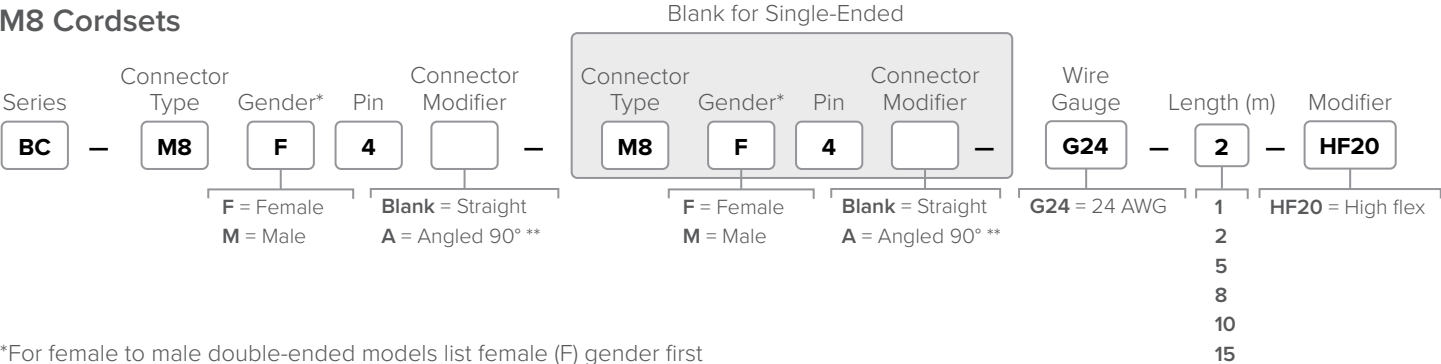 M8 Cordsets
Blank for Single-Ended
Series
Connector Type
Gender*
Pin
Connector Modifier
Connector Type
Gender*
Pin
Connector Modifier
Wire Gauge
Length (m)
Modifier
BC – M8 F 4 – M8 F 4 – G24 – 2 – HF20
F = Female
M = Male
Blank = Straight
A = Angled 90° **
F = Female
M = Male
Blank = Straight
A = Angled 90° **
G24 = 24 AWG
1
2
5
8
10
15
HF20 = High flex
*For female to male double-ended models list female (F) gender first